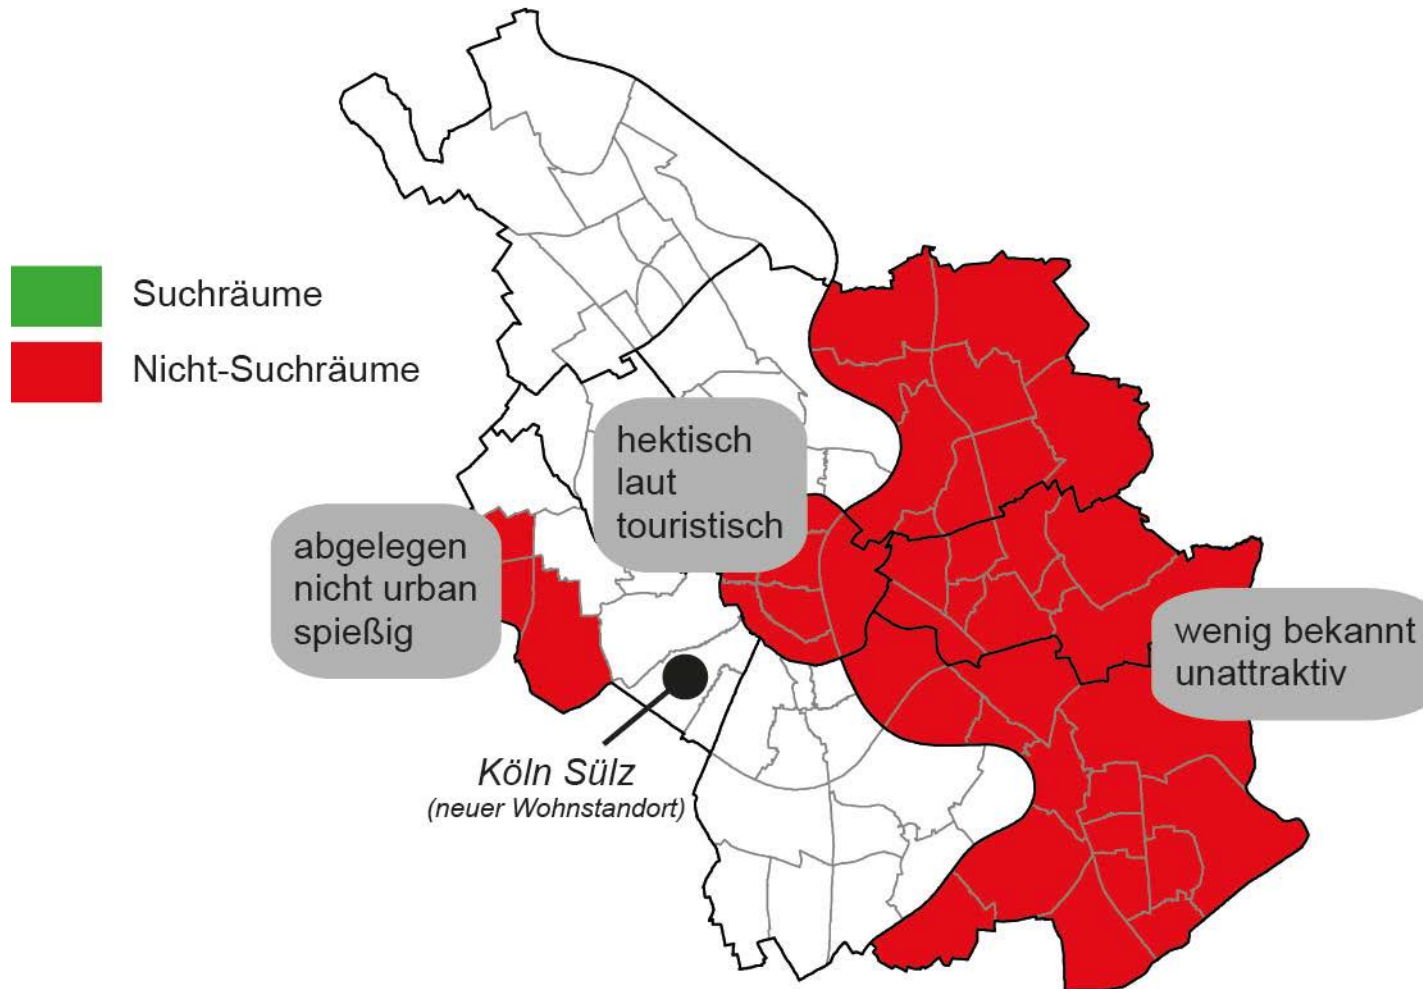 Suchräume
Nicht-Suchräume
hektisch
laut
touristisch
abgelegen
nicht urban
spießig
wenig bekannt
unattraktiv
Köln Sülz
(neuer Wohnstandort)